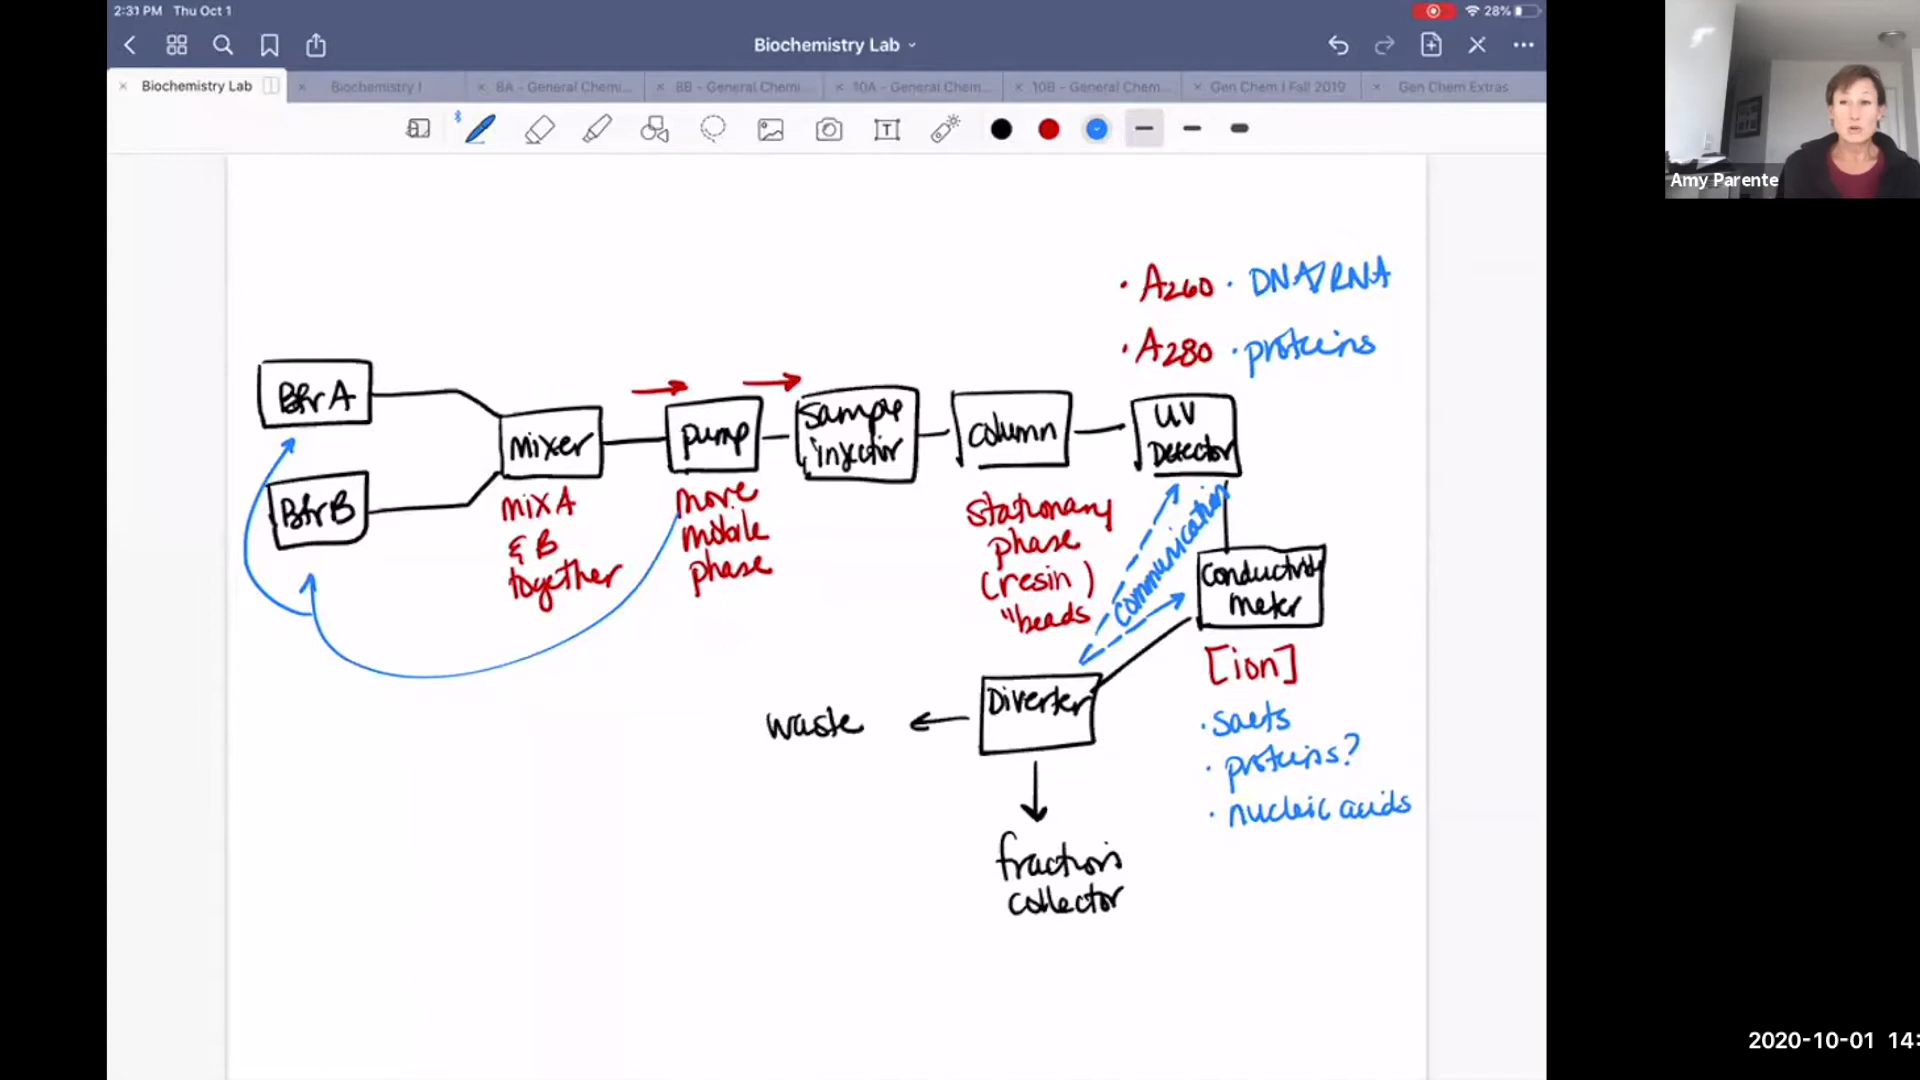 2:31 PM Thu Oct 1
28%
Biochemistry Lab
Biochemistry Lab
Biochemistry I
8A - General Chemi...
8B - General Chemi...
10A - General Chem...
10B - General Chem...
Gen Chem I Fall 2019
Gen Chem Extras
Amy Parente
• A260 • DNA/RNA
• A280 • proteins
Bfr A
Bfr B
mixer
mix A
& B
together
pump
move
mobile
phase
sample
injector
column
stationary
phase
(resin)
"beads
UV
Detector
communication
conductivity
meter
[ion]
• salts
• proteins?
• nucleic acids
Diverter
waste
fraction
collector
2020-10-01 14: